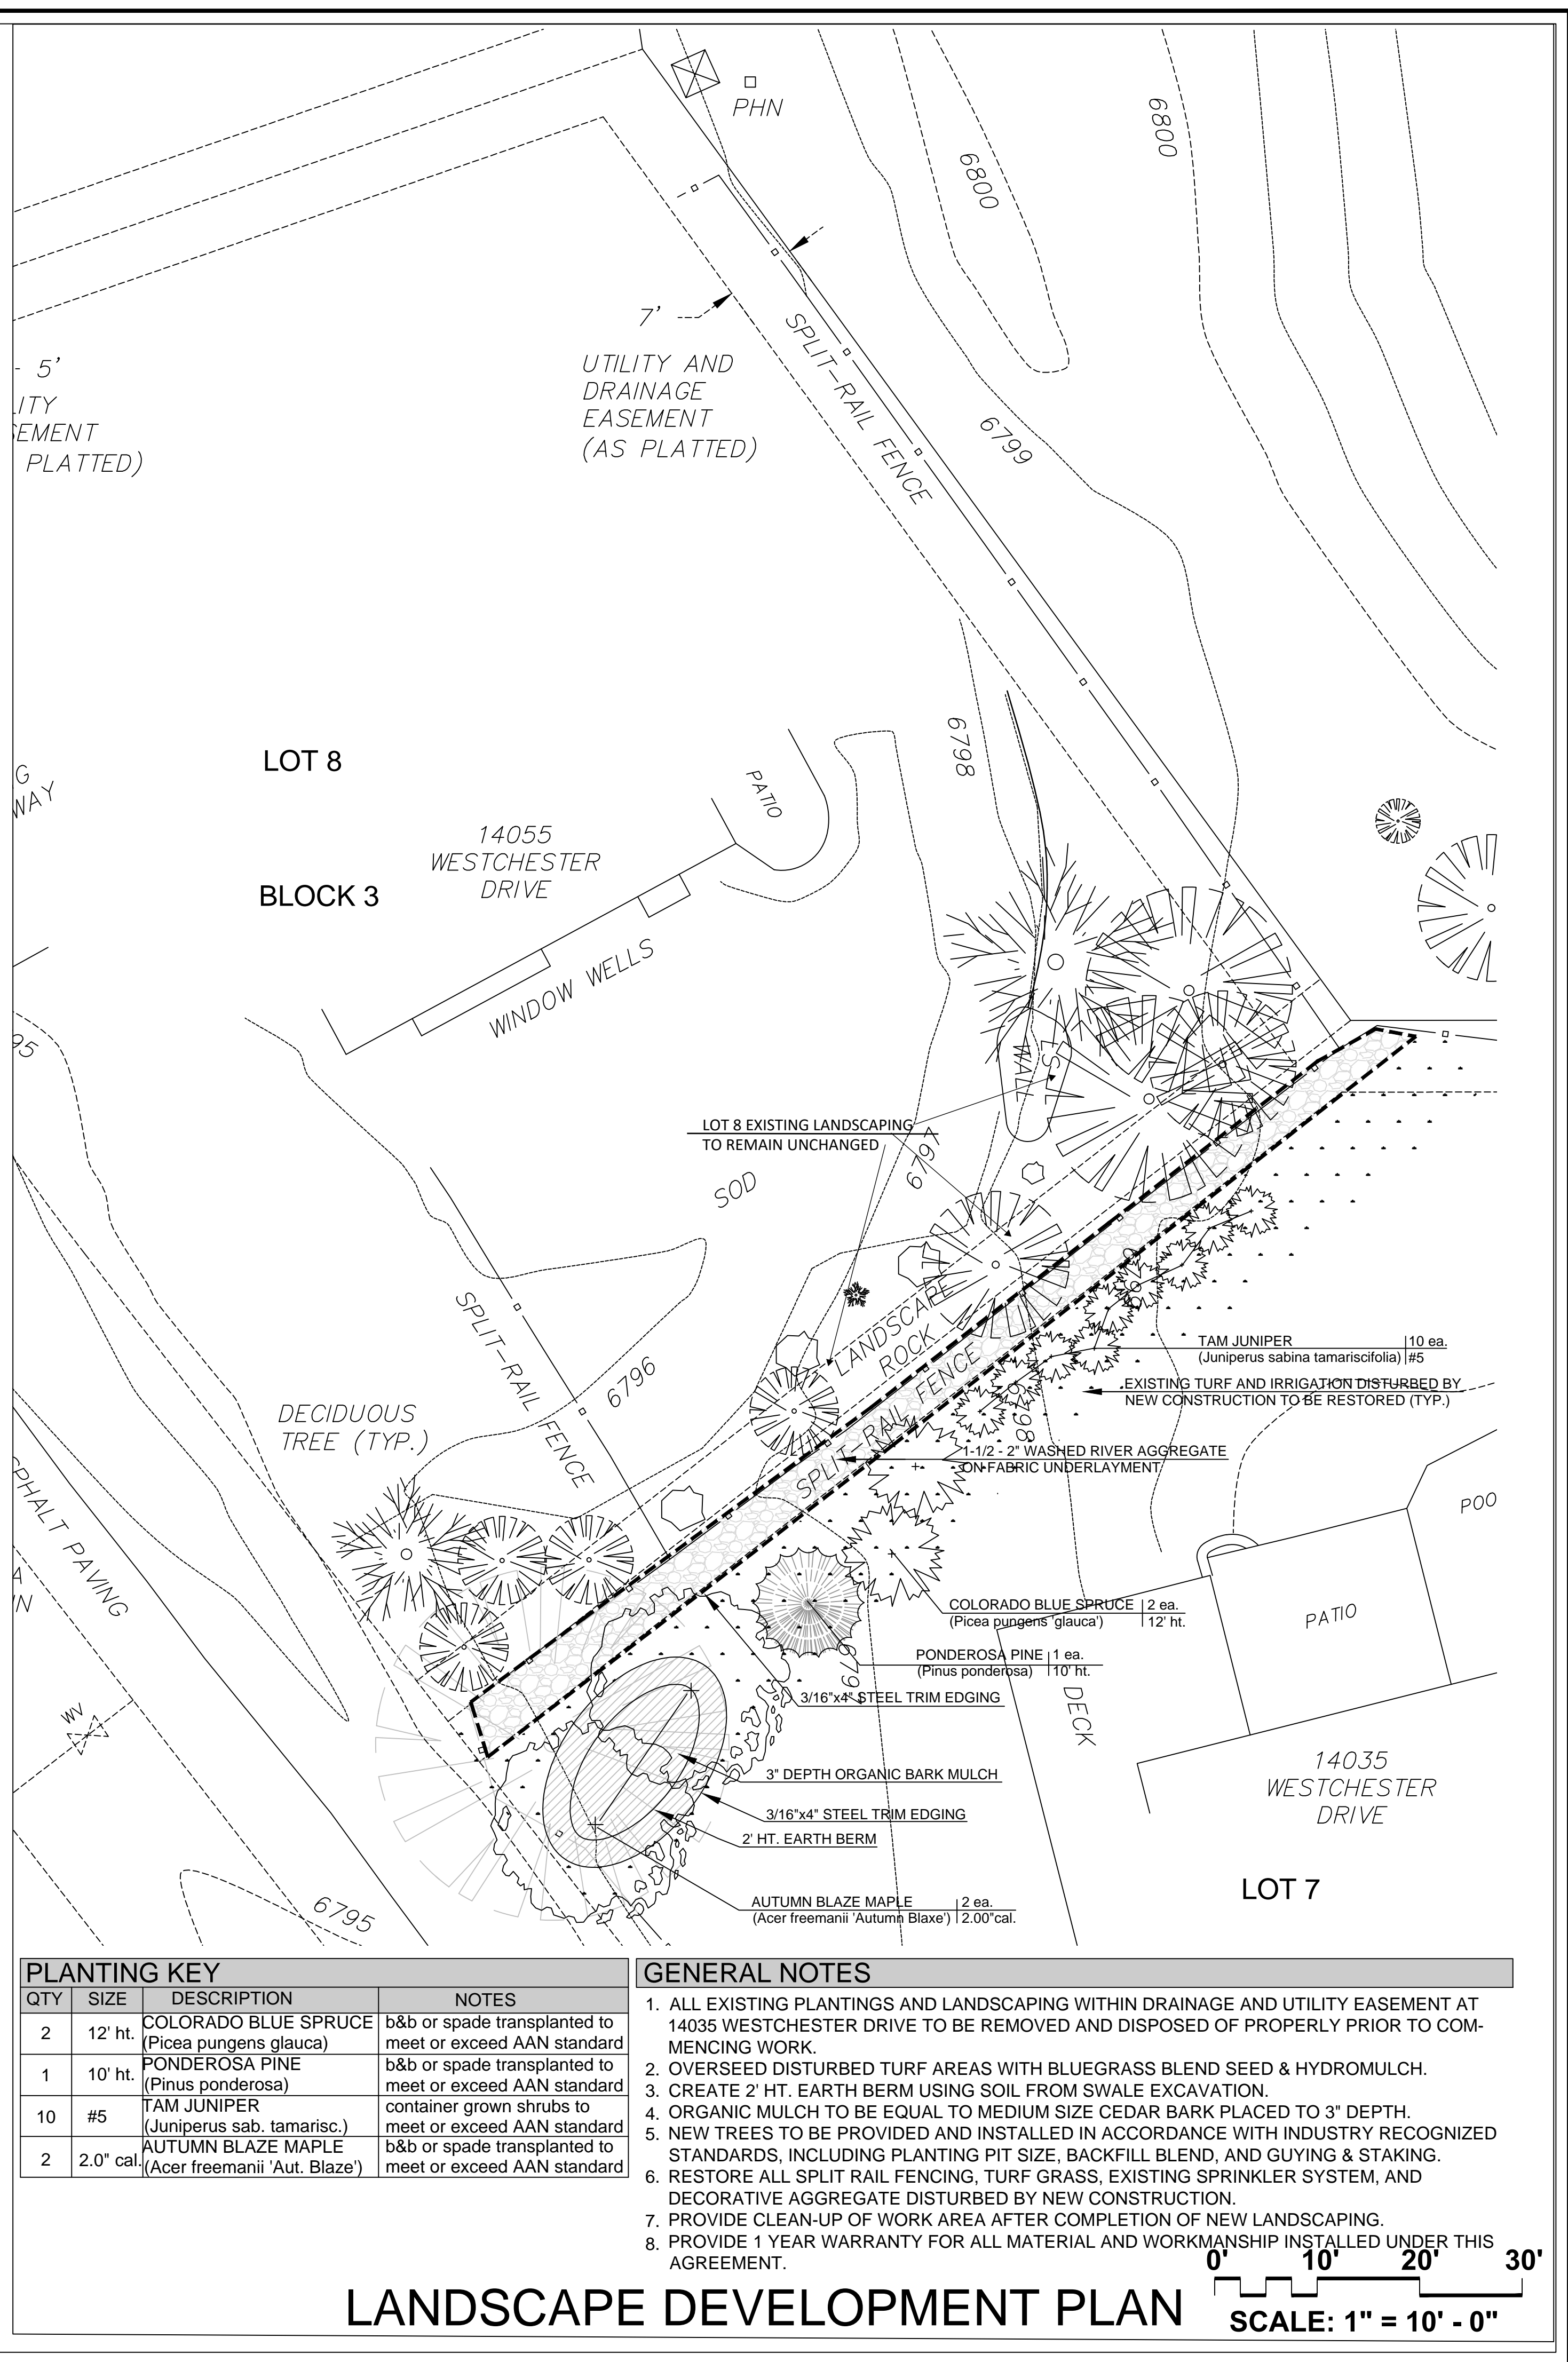 PHN
6800
6800
7'
UTILITY AND
DRAINAGE
EASEMENT
(AS PLATTED)
SPLIT-RAIL FENCE
- 5'
LITY
SEMENT
PLATTED)
6799
6798
LOT 8
G
WAY
PATIO
14055
WESTCHESTER
DRIVE
BLOCK 3
WINDOW WELLS
95
LOT 8 EXISTING LANDSCAPING
TO REMAIN UNCHANGED
6797
SOD
LANDSCAPE
ROCK
SPLIT-RAIL FENCE
SPLIT-RAIL FENCE
6796
TAM JUNIPER 10 ea.
(Juniperus sabina tamariscifolia) #5
EXISTING TURF AND IRRIGATION DISTURBED BY
NEW CONSTRUCTION TO BE RESTORED (TYP.)
DECIDUOUS
TREE (TYP.)
6798
1-1/2 - 2" WASHED RIVER AGGREGATE
ON FABRIC UNDERLAYMENT
POO
PHALT PAVING
A
IN
COLORADO BLUE SPRUCE 2 ea.
(Picea pungens 'glauca') 12' ht.
PATIO
PONDEROSA PINE 1 ea.
(Pinus ponderosa) 10' ht.
679
3/16"x4" STEEL TRIM EDGING
DECK
WV
3" DEPTH ORGANIC BARK MULCH
14035
WESTCHESTER
DRIVE
3/16"x4" STEEL TRIM EDGING
2' HT. EARTH BERM
LOT 7
AUTUMN BLAZE MAPLE 2 ea.
(Acer freemanii 'Autumn Blaxe') 2.00"cal.
6795
PLANTING KEY
QTY SIZE DESCRIPTION NOTES
2 12' ht. COLORADO BLUE SPRUCE b&b or spade transplanted to
(Picea pungens glauca) meet or exceed AAN standard
1 10' ht. PONDEROSA PINE b&b or spade transplanted to
(Pinus ponderosa) meet or exceed AAN standard
10 #5 TAM JUNIPER container grown shrubs to
(Juniperus sab. tamarisc.) meet or exceed AAN standard
2 2.0" cal. AUTUMN BLAZE MAPLE b&b or spade transplanted to
(Acer freemanii 'Aut. Blaze') meet or exceed AAN standard
GENERAL NOTES
1. ALL EXISTING PLANTINGS AND LANDSCAPING WITHIN DRAINAGE AND UTILITY EASEMENT AT
14035 WESTCHESTER DRIVE TO BE REMOVED AND DISPOSED OF PROPERLY PRIOR TO COM-
MENCING WORK.
2. OVERSEED DISTURBED TURF AREAS WITH BLUEGRASS BLEND SEED & HYDROMULCH.
3. CREATE 2' HT. EARTH BERM USING SOIL FROM SWALE EXCAVATION.
4. ORGANIC MULCH TO BE EQUAL TO MEDIUM SIZE CEDAR BARK PLACED TO 3" DEPTH.
5. NEW TREES TO BE PROVIDED AND INSTALLED IN ACCORDANCE WITH INDUSTRY RECOGNIZED
STANDARDS, INCLUDING PLANTING PIT SIZE, BACKFILL BLEND, AND GUYING & STAKING.
6. RESTORE ALL SPLIT RAIL FENCING, TURF GRASS, EXISTING SPRINKLER SYSTEM, AND
DECORATIVE AGGREGATE DISTURBED BY NEW CONSTRUCTION.
7. PROVIDE CLEAN-UP OF WORK AREA AFTER COMPLETION OF NEW LANDSCAPING.
8. PROVIDE 1 YEAR WARRANTY FOR ALL MATERIAL AND WORKMANSHIP INSTALLED UNDER THIS
AGREEMENT.
0' 10' 20' 30'
LANDSCAPE DEVELOPMENT PLAN
SCALE: 1" = 10' - 0"